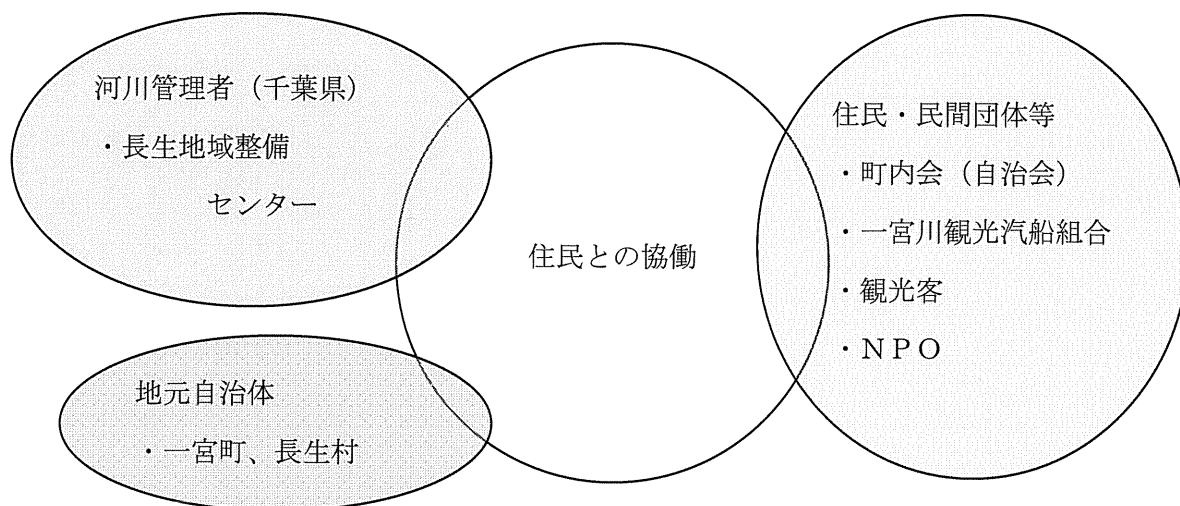 河川管理者（千葉県）
・長生地域整備
センター
地元自治体
・一宮町、長生村
住民との協働
住民・民間団体等
・町内会（自治会）
・一宮川観光汽船組合
・観光客
・ＮＰＯ